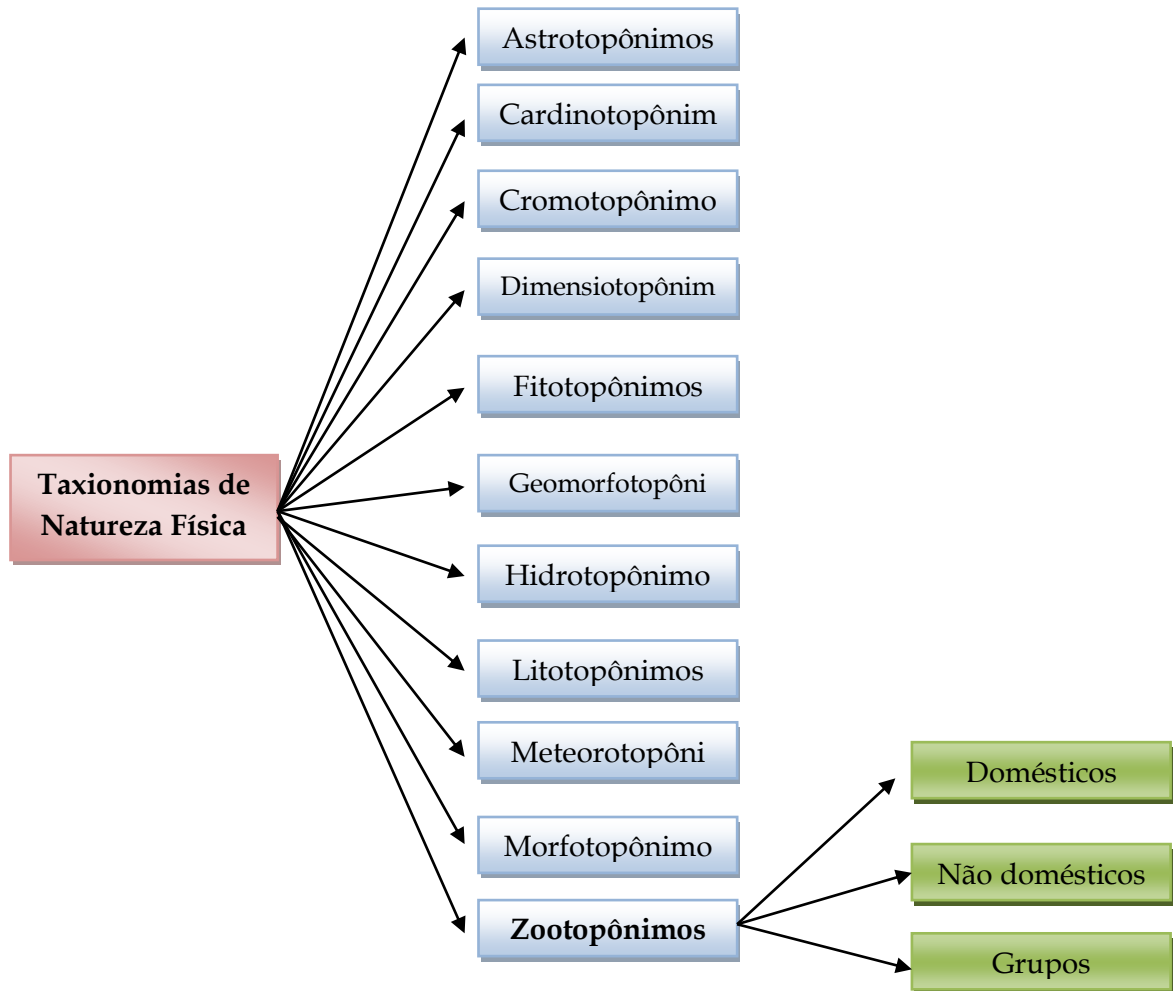 Astrotopônimos
Cardinotopônim
Cromotopônimo
Dimensiotopônim
Fitotopônimos
Taxionomias de
Natureza Física
Geomorfotopôni
Hidrotopônimo
Litotopônimos
Meteorotopôni
Morfotopônimo
Zootopônimos
Domésticos
Não domésticos
Grupos